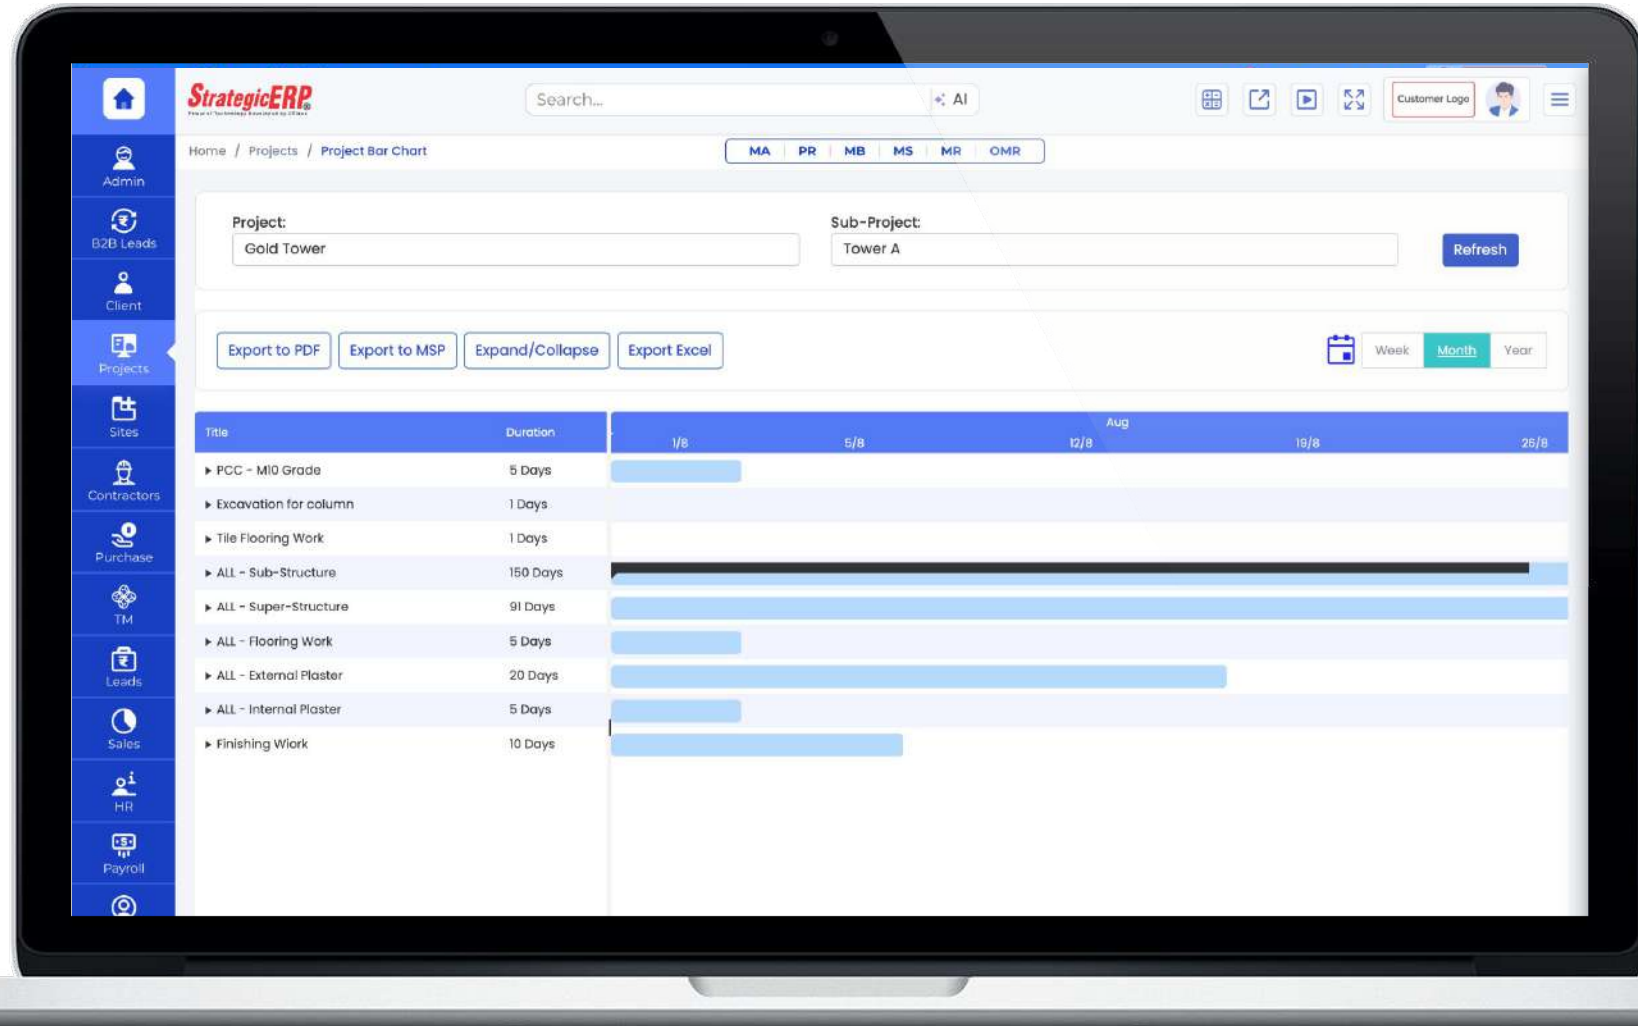 StrategicERP®
Search...
AI
Customer Logo
Home / Projects / Project Bar Chart
MA PR MB MS MR OMR
Admin
B2B Leads
Client
Projects
Sites
Contractors
Purchase
TM
Leads
Sales
HR
Payroll
Project:
Gold Tower
Sub-Project:
Tower A
Refresh
Export to PDF
Export to MSP
Expand/Collapse
Export Excel
Week
Month
Year
Title Duration
Aug
1/8 5/8 12/8 19/8 26/8
PCC - M10 Grade 5 Days
Excavation for column 1 Days
Tile Flooring Work 1 Days
ALL - Sub-Structure 150 Days
ALL - Super-Structure 91 Days
ALL - Flooring Work 5 Days
ALL - External Plaster 20 Days
ALL - Internal Plaster 5 Days
Finishing Wiork 10 Days